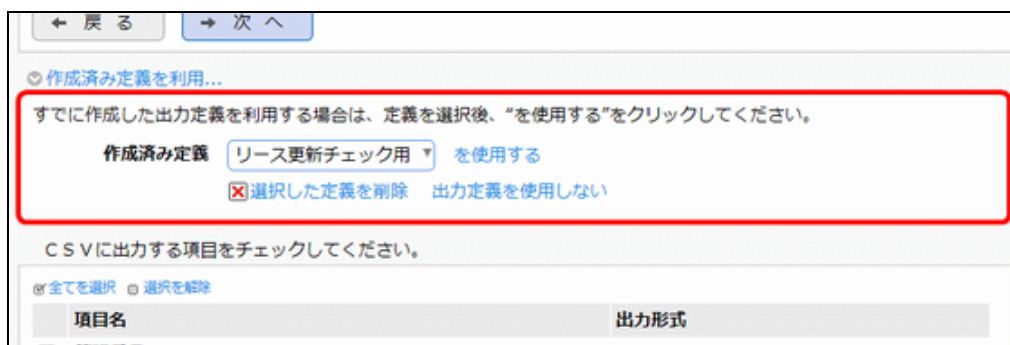 戻る 次へ
作成済み定義を利用...
すでに作成した出力定義を利用する場合は、定義を選択後、“を使用する”をクリックしてください。
作成済み定義 リース更新チェック用 を使用する
選択した定義を削除 出力定義を使用しない
ＣＳＶに出力する項目をチェックしてください。
全てを選択 選択を解除
項目名 出力形式